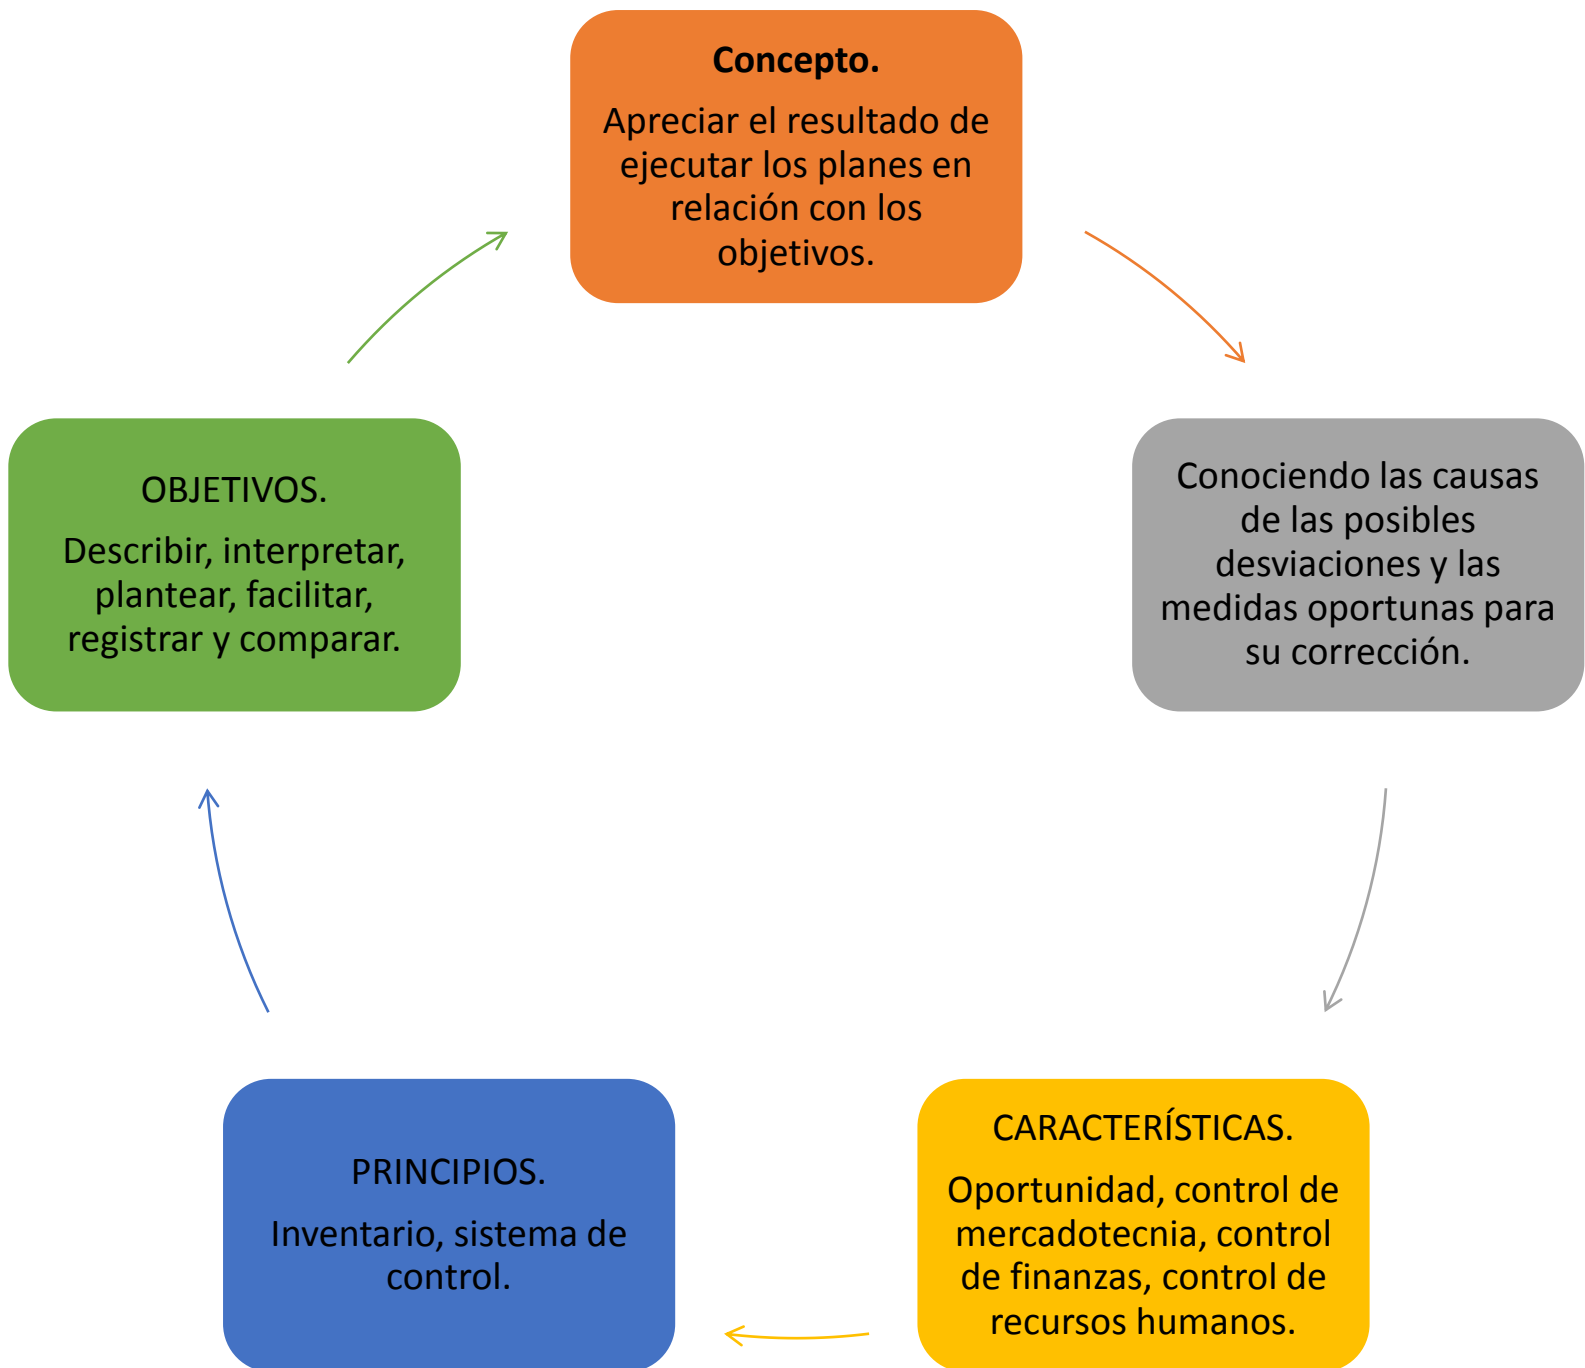 Concepto.
Apreciar el resultado de
ejecutar los planes en
relación con los
objetivos.
Conociendo las causas
de las posibles
desviaciones y las
medidas oportunas para
su corrección.
CARACTERÍSTICAS.
Oportunidad, control de
mercadotecnia, control
de finanzas, control de
recursos humanos.
PRINCIPIOS.
Inventario, sistema de
control.
OBJETIVOS.
Describir, interpretar,
plantear, facilitar,
registrar y comparar.